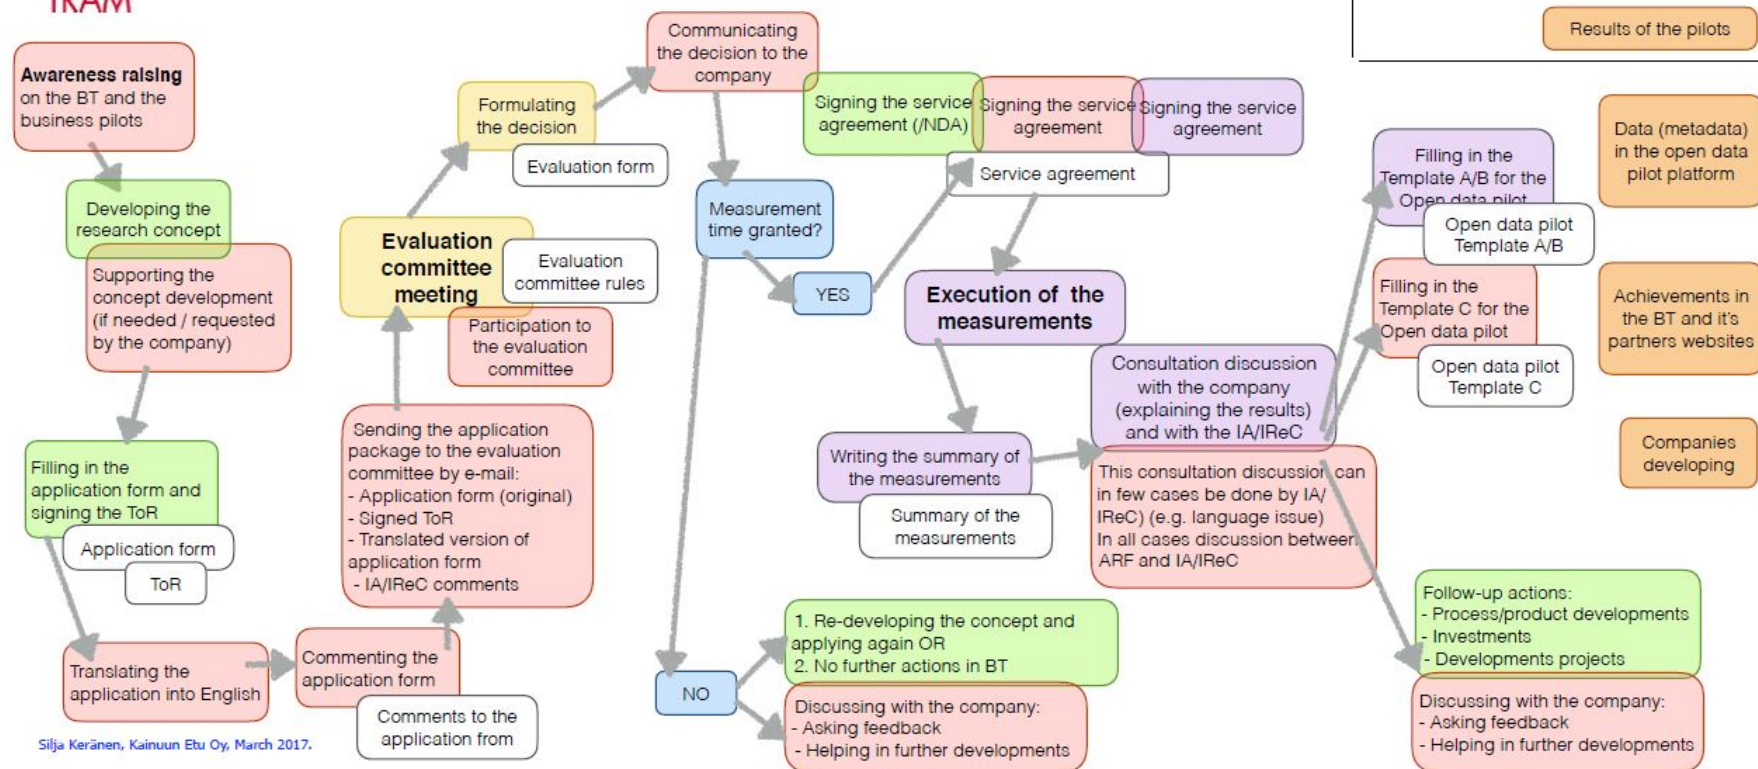 TRAM
Awareness raising
on the BT and the
business pilots
Developing the
research concept
Supporting the
concept development
(if needed / requested
by the company)
Filling in the
application form and
signing the ToR
Application form
ToR
Translating the
application into English
Commenting the
application form
Comments to the
application from
Sending the application
package to the evaluation
committee by e-mail:
- Application form (original)
- Signed ToR
- Translated version of
application form
- IA/IReC comments
Evaluation
committee
meeting
Evaluation
committee rules
Participation to
the evaluation
committee
Formulating
the decision
Evaluation form
Communicating
the decision to the
company
Measurement
time granted?
YES
NO
1. Re-developing the concept and
applying again OR
2. No further actions in BT
Discussing with the company:
- Asking feedback
- Helping in further developments
Signing the service
agreement (/NDA)
Signing the service
agreement
Signing the service
agreement
Service agreement
Execution of the
measurements
Writing the summary of
the measurements
Summary of the
measurements
Consultation discussion
with the company
(explaining the results)
and with the IA/IReC
This consultation discussion can
in few cases be done by IA/
IReC) (e.g. language issue)
In all cases discussion between
ARF and IA/IReC
Filling in the
Template A/B for the
Open data pilot
Open data pilot
Template A/B
Filling in the
Template C for the
Open data pilot
Open data pilot
Template C
Follow-up actions:
- Process/product developments
- Investments
- Developments projects
Discussing with the company:
- Asking feedback
- Helping in further developments
Results of the pilots
Data (metadata)
in the open data
pilot platform
Achievements in
the BT and it's
partners websites
Companies
developing
Silja Keränen, Kainuun Etu Oy, March 2017.